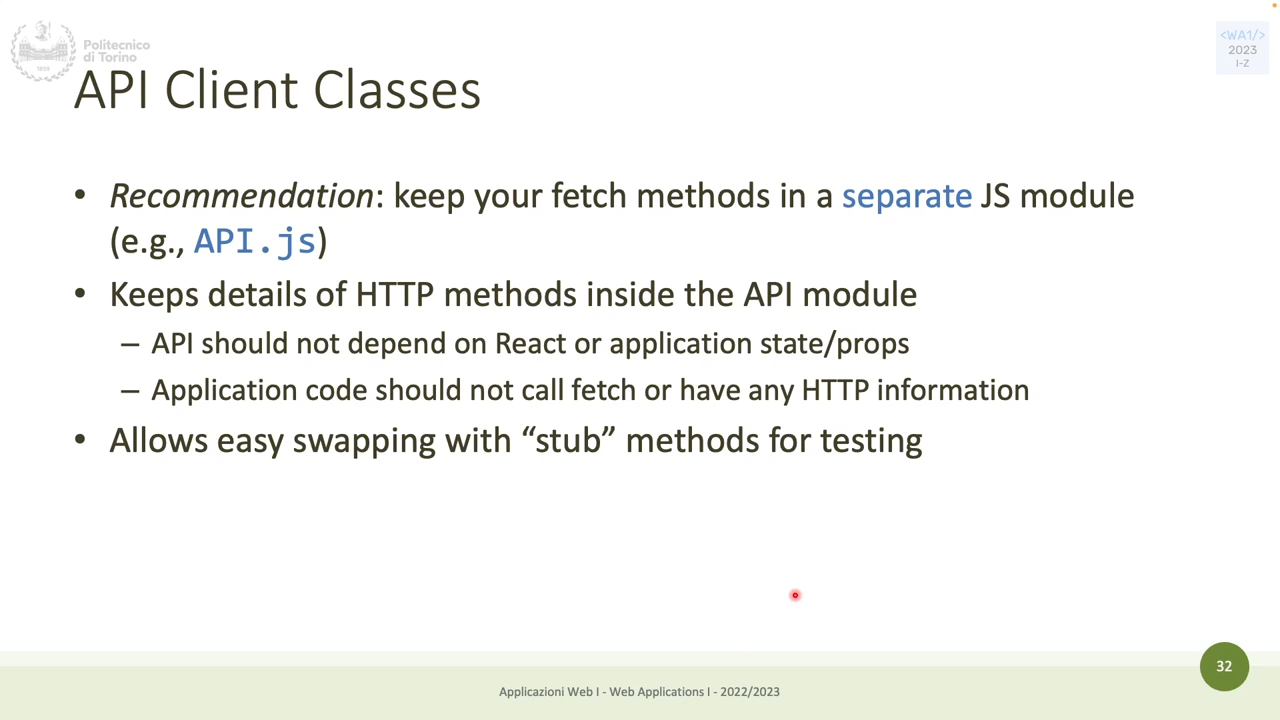 Politecnico
di Torino
<WA1/>
2023
I-Z
API Client Classes
• Recommendation: keep your fetch methods in a separate JS module
(e.g., API.js)
• Keeps details of HTTP methods inside the API module
– API should not depend on React or application state/props
– Application code should not call fetch or have any HTTP information
• Allows easy swapping with “stub” methods for testing
32
Applicazioni Web I - Web Applications I - 2022/2023